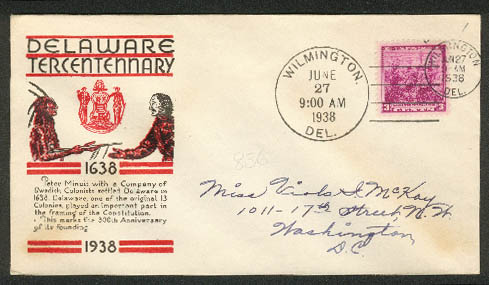 DELAWARE
TERCENTENNARY
1638
Peter Minuit with a Company of
Swedish Colonists settled Delaware in
1638. Delaware, one of the original 13
Colonies, played an important part in
the framing of the Constitution.
This marks the 300th Anniversary
of its founding
1938
WILMINGTON,
JUNE
27
9:00 AM
1938
DEL.
WILMINGTON
27
AM
1938
DEL.
3
856
Miss Viola I. McKay
1011-17th Street, N.W.
Washington,
D.C.